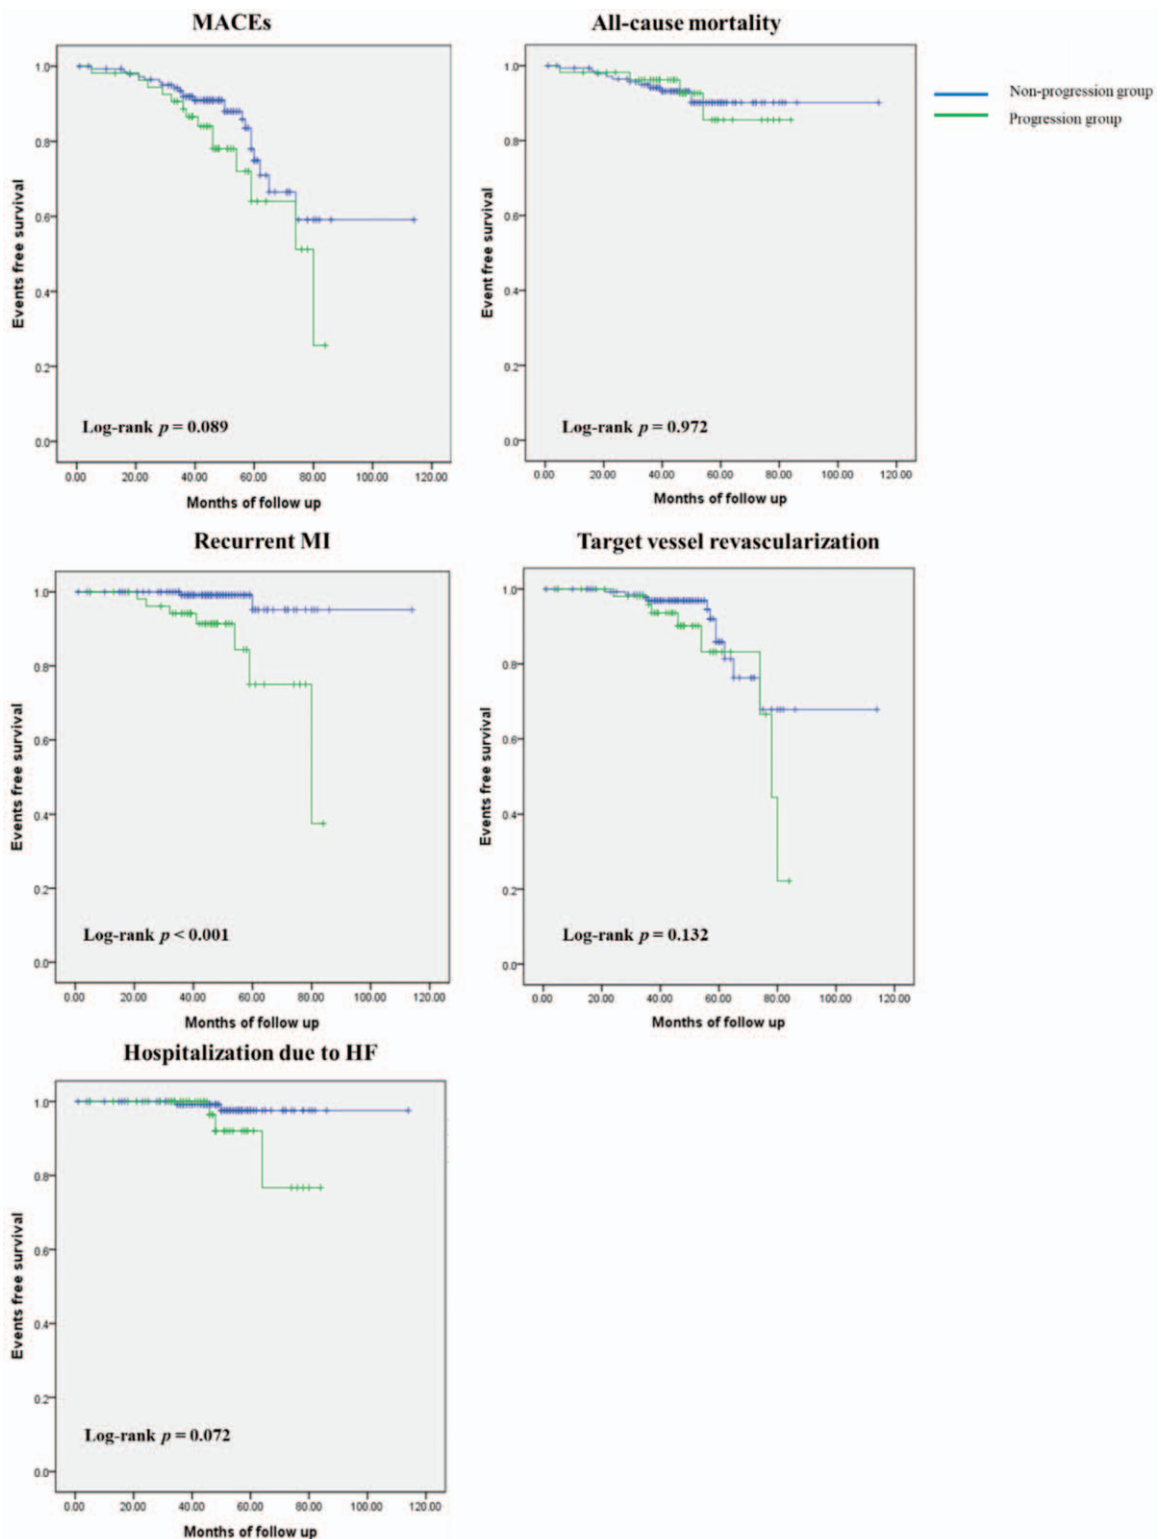 MACEs
All-cause mortality
Non-progression group
Progression group
1.0
0.8
0.6
0.4
0.2
0.0
Events free survival
Log-rank p = 0.089
0.00 20.00 40.00 60.00 80.00 100.00 120.00
Months of follow up
1.0
0.8
0.6
0.4
0.2
0.0
Event free survival
Log-rank p = 0.972
0.00 20.00 40.00 60.00 80.00 100.00 120.00
Months of follow up
Recurrent MI
1.0
0.8
0.6
0.4
0.2
0.0
Events free survival
Log-rank p < 0.001
0.00 20.00 40.00 60.00 80.00 100.00 120.00
Months of follow up
Target vessel revascularization
1.0
0.8
0.6
0.4
0.2
0.0
Events free survival
Log-rank p = 0.132
0.00 20.00 40.00 60.00 80.00 100.00 120.00
Months of follow up
Hospitalization due to HF
1.0
0.8
0.6
0.4
0.2
0.0
Events free survival
Log-rank p = 0.072
0.00 20.00 40.00 60.00 80.00 100.00 120.00
Months of follow up